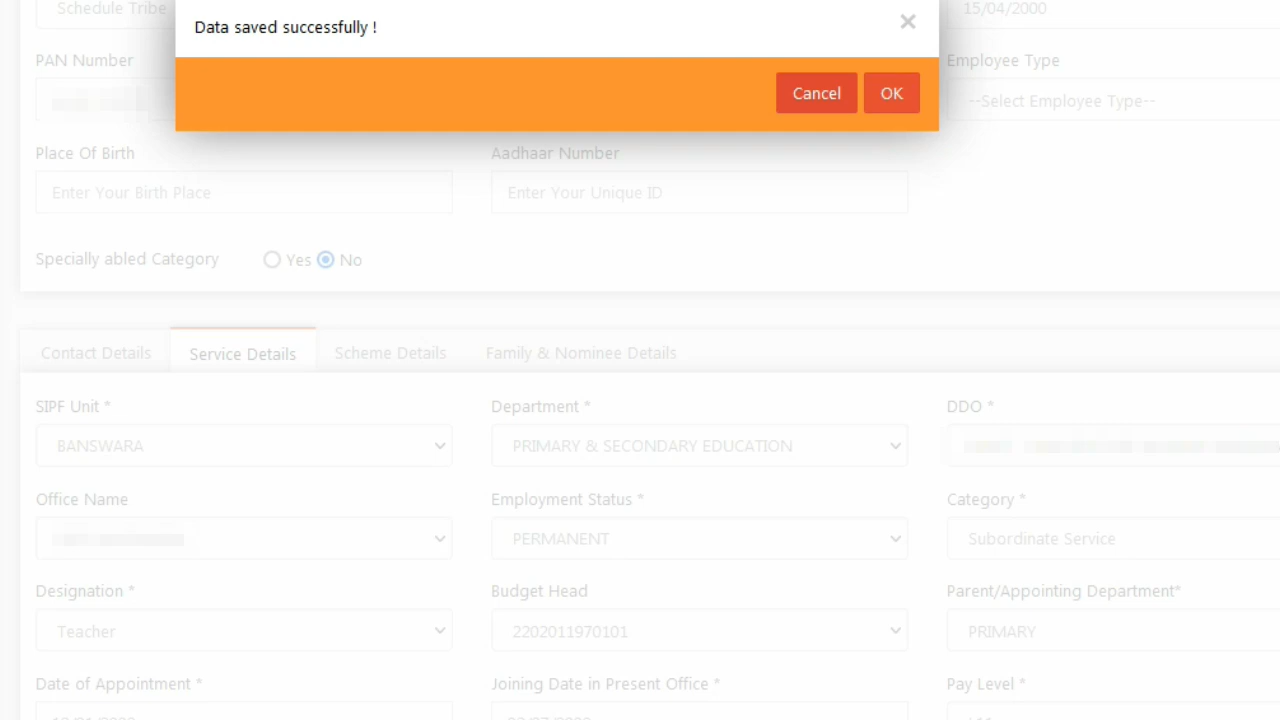 Schedule Tribe
15/04/2000
Data saved successfully !
×
PAN Number
Employee Type
Cancel
OK
--Select Employee Type--
Place Of Birth
Aadhaar Number
Enter Your Birth Place
Enter Your Unique ID
Specially abled Category
Yes
No
Contact Details
Service Details
Scheme Details
Family & Nominee Details
SIPF Unit *
Department *
DDO *
BANSWARA
PRIMARY & SECONDARY EDUCATION
Office Name
Employment Status *
Category *
PERMANENT
Subordinate Service
Designation *
Budget Head
Parent/Appointing Department*
Teacher
2202011970101
PRIMARY
Date of Appointment *
Joining Date in Present Office *
Pay Level *